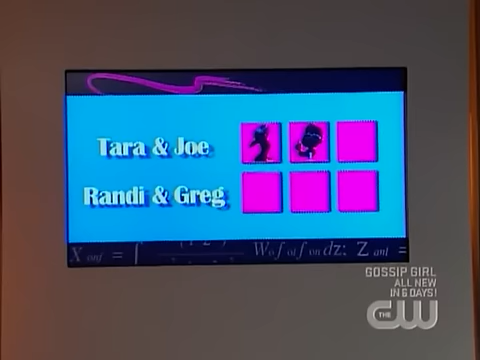 Tara & Joe
Randi & Greg
GOSSIP GIRL
ALL NEW
IN 6 DAYS!
THE CW